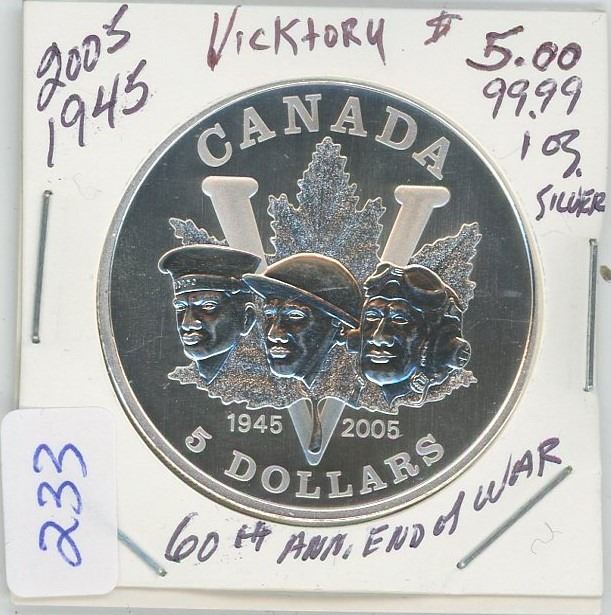 2005
1945
VICKTORY $ 5.00
99.99
1 oz.
SILVER
CANADA
V
1945 2005
5 DOLLARS
233
60TH ANN. END of WAR